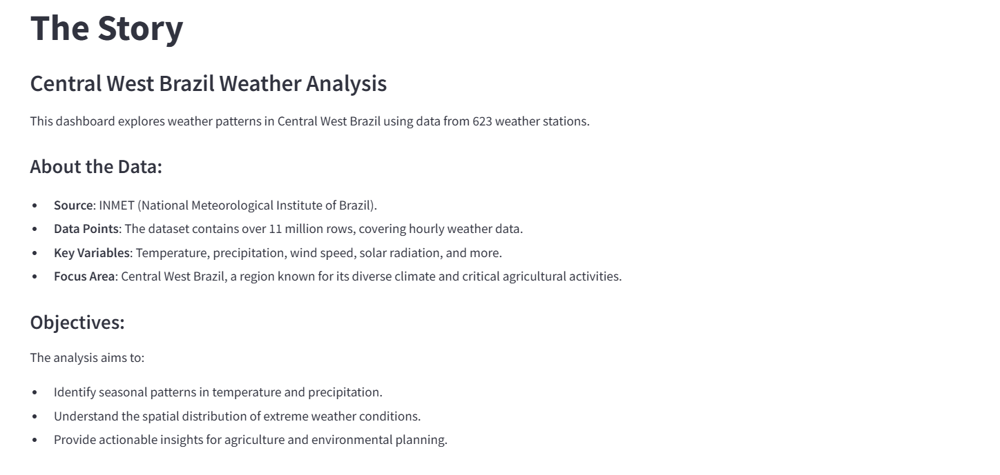 The Story
Central West Brazil Weather Analysis
This dashboard explores weather patterns in Central West Brazil using data from 623 weather stations.
About the Data:
• Source: INMET (National Meteorological Institute of Brazil).
• Data Points: The dataset contains over 11 million rows, covering hourly weather data.
• Key Variables: Temperature, precipitation, wind speed, solar radiation, and more.
• Focus Area: Central West Brazil, a region known for its diverse climate and critical agricultural activities.
Objectives:
The analysis aims to:
• Identify seasonal patterns in temperature and precipitation.
• Understand the spatial distribution of extreme weather conditions.
• Provide actionable insights for agriculture and environmental planning.